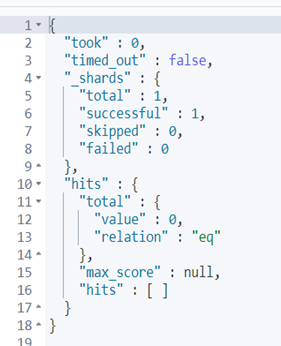 1 {
2 "took" : 0,
3 "timed_out" : false,
4 "_shards" : {
5 "total" : 1,
6 "successful" : 1,
7 "skipped" : 0,
8 "failed" : 0
9 },
10 "hits" : {
11 "total" : {
12 "value" : 0,
13 "relation" : "eq"
14 },
15 "max_score" : null,
16 "hits" : [ ]
17 }
18 }
19